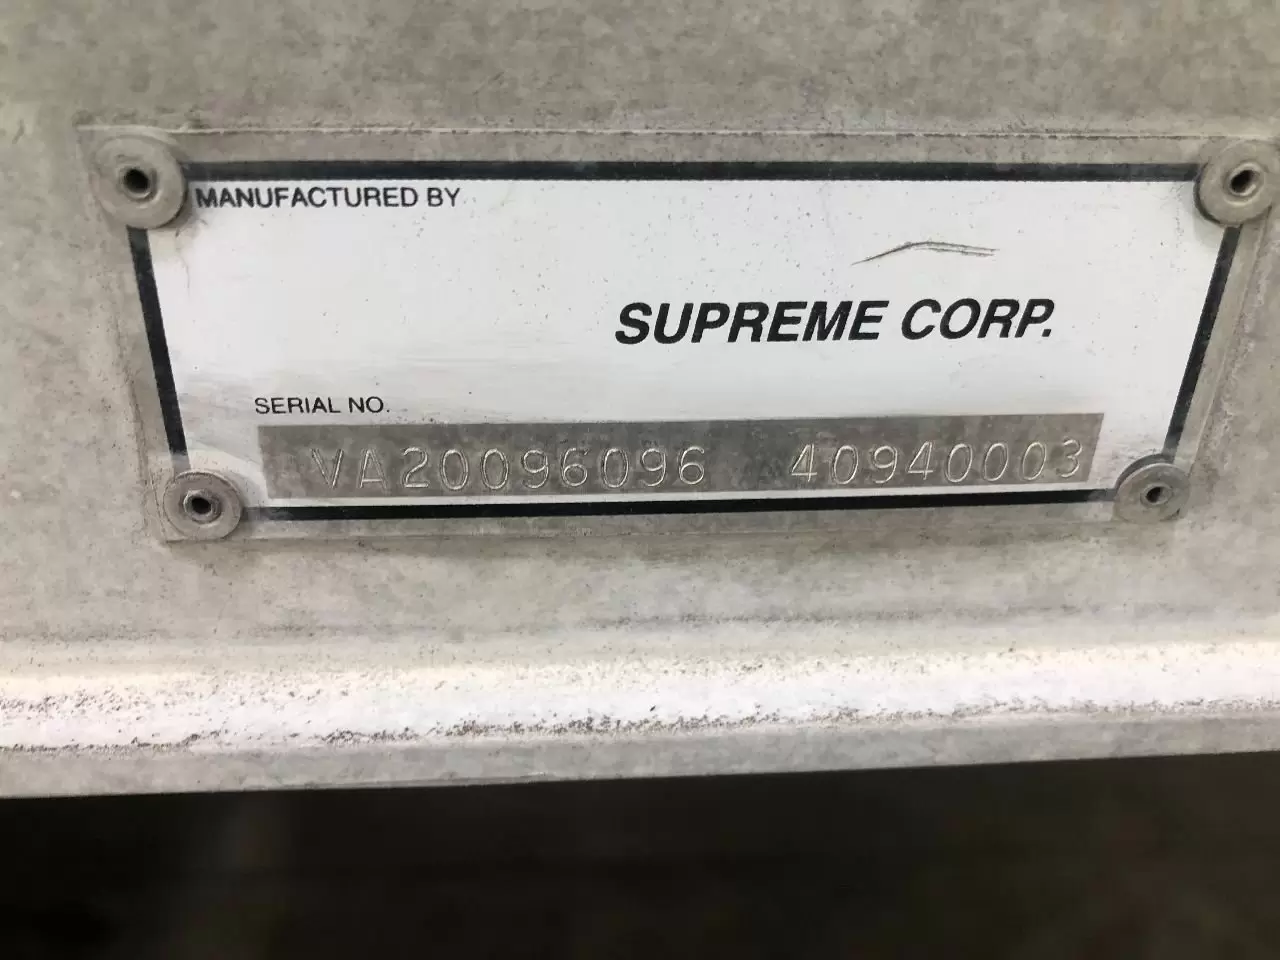 MANUFACTURED BY
SUPREME CORP.
SERIAL NO.
VA20096096 40940003